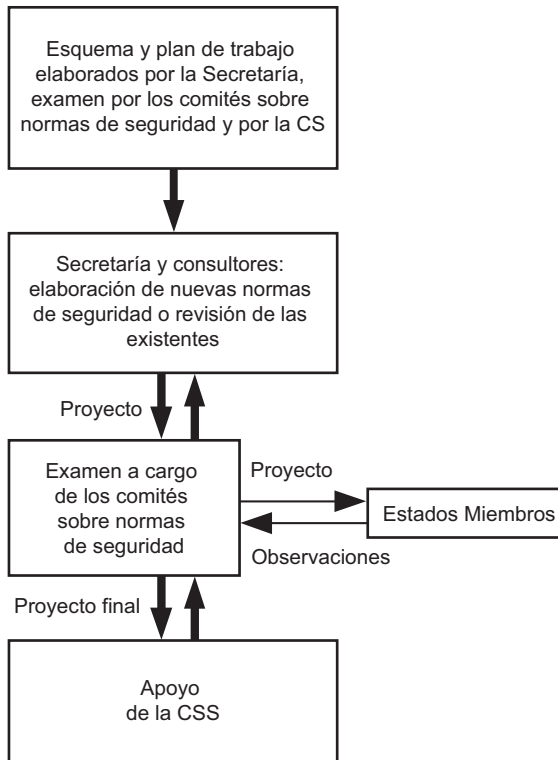 Esquema y plan de trabajo
elaborados por la Secretaría,
examen por los comités sobre
normas de seguridad y por la CS
Secretaría y consultores:
elaboración de nuevas normas
de seguridad o revisión de las
existentes
Proyecto
Examen a cargo
de los comités
sobre normas
de seguridad
Proyecto
Estados Miembros
Observaciones
Proyecto final
Apoyo
de la CSS